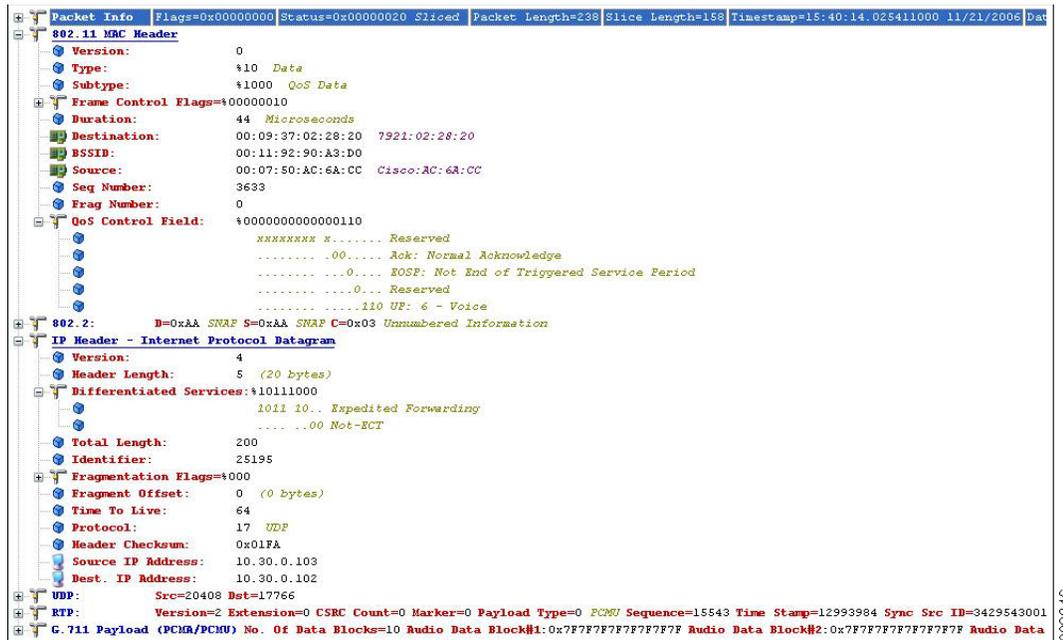 Packet Info Flags=0x00000000 Status=0x00000020 Sliced Packet Length=238 Slice Length=158 Timestamp=15:40:14.025411000 11/21/2006 Dat
802.11 MAC Header
Version: 0
Type: %10 Data
Subtype: %1000 QoS Data
Frame Control Flags=%00000010
Duration: 44 Microseconds
Destination: 00:09:37:02:28:20 7921:02:28:20
BSSID: 00:11:92:90:A3:D0
Source: 00:07:50:AC:6A:CC Cisco:AC:6A:CC
Seq Number: 3633
Frag Number: 0
QoS Control Field: %0000000000000110
xxxxxxxx x....... Reserved
........ .00..... Ack: Normal Acknowledge
........ ...0.... EOSP: Not End of Triggered Service Period
........ ....0... Reserved
........ .....110 UP: 6 - Voice
802.2: D=0xAA SNAP S=0xAA SNAP C=0x03 Unnumbered Information
IP Header - Internet Protocol Datagram
Version: 4
Header Length: 5 (20 bytes)
Differentiated Services:%10111000
1011 10.. Expedited Forwarding
.... ..00 Not-ECT
Total Length: 200
Identifier: 25195
Fragmentation Flags=%000
Fragment Offset: 0 (0 bytes)
Time To Live: 64
Protocol: 17 UDP
Header Checksum: 0x01FA
Source IP Address: 10.30.0.103
Dest. IP Address: 10.30.0.102
UDP: Src=20408 Dst=17766
RTP: Version=2 Extension=0 CSRC Count=0 Marker=0 Payload Type=0 PCMU Sequence=15543 Time Stamp=12993984 Sync Src ID=3429543001
G.711 Payload (PCMA/PCMU) No. Of Data Blocks=10 Audio Data Block#1:0x7F7F7F7F7F7F7F7F Audio Data Block#2:0x7F7F7F7F7F7F7F7F Audio Data